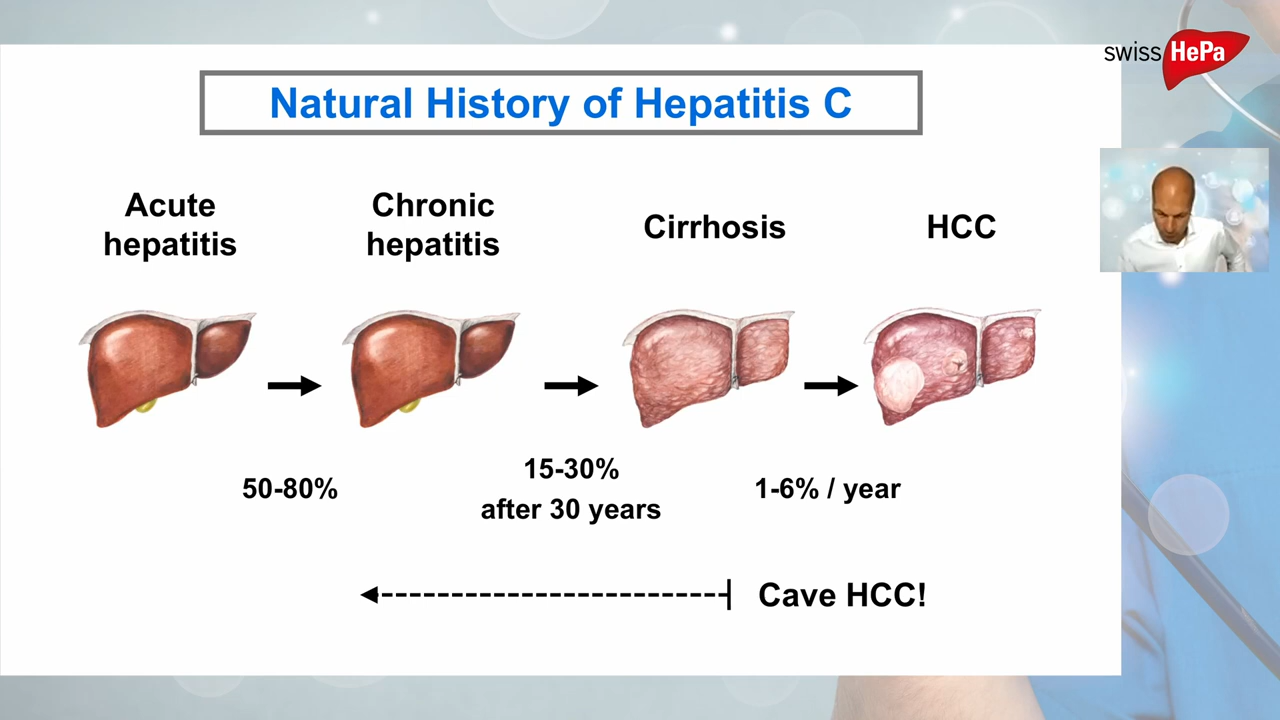 swiss HePa
Natural History of Hepatitis C
Acute
hepatitis
Chronic
hepatitis
Cirrhosis
HCC
50-80%
15-30%
after 30 years
1-6% / year
Cave HCC!